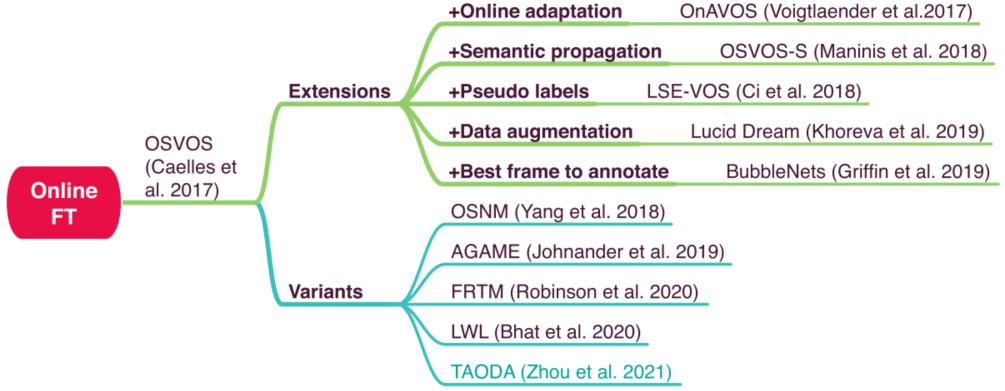 Online
FT
OSVOS
(Caelles et
al. 2017)
Extensions
+Online adaptation OnAVOS (Voigtlaender et al.2017)
+Semantic propagation OSVOS-S (Maninis et al. 2018)
+Pseudo labels LSE-VOS (Ci et al. 2018)
+Data augmentation Lucid Dream (Khoreva et al. 2019)
+Best frame to annotate BubbleNets (Griffin et al. 2019)
Variants
OSNM (Yang et al. 2018)
AGAME (Johnander et al. 2019)
FRTM (Robinson et al. 2020)
LWL (Bhat et al. 2020)
TAODA (Zhou et al. 2021)